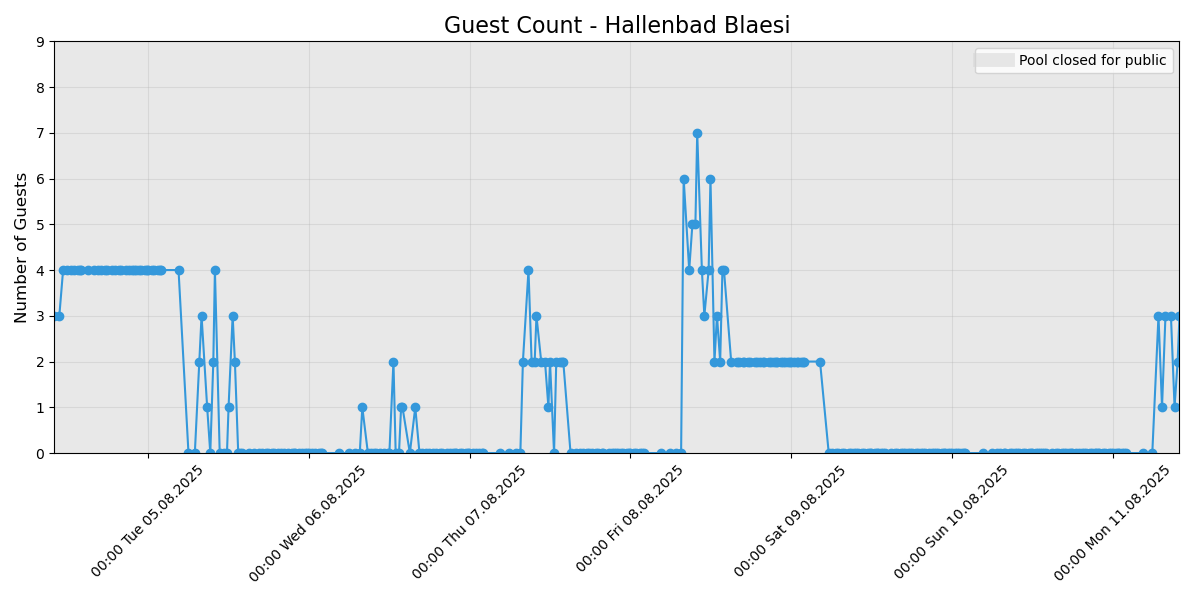 Guest Count - Hallenbad Blaesi
Pool closed for public
Number of Guests
9
8
7
6
5
4
3
2
1
0
00:00 Tue 05.08.2025
00:00 Wed 06.08.2025
00:00 Thu 07.08.2025
00:00 Fri 08.08.2025
00:00 Sat 09.08.2025
00:00 Sun 10.08.2025
00:00 Mon 11.08.2025